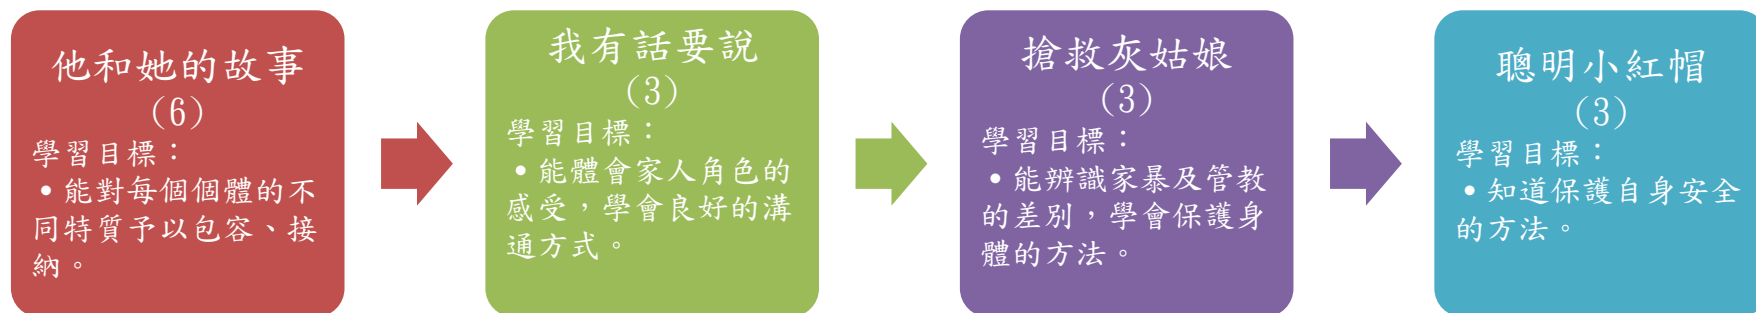 他和她的故事
(6)
學習目標：
•能對每個個體的不
同特質予以包容、接
納。
我有話要說
(3)
學習目標：
•能體會家人角色的
感受，學會良好的溝
通方式。
搶救灰姑娘
(3)
學習目標：
•能辨識家暴及管教
的差別，學會保護身
體的方法。
聰明小紅帽
(3)
學習目標：
•知道保護自身安全
的方法。